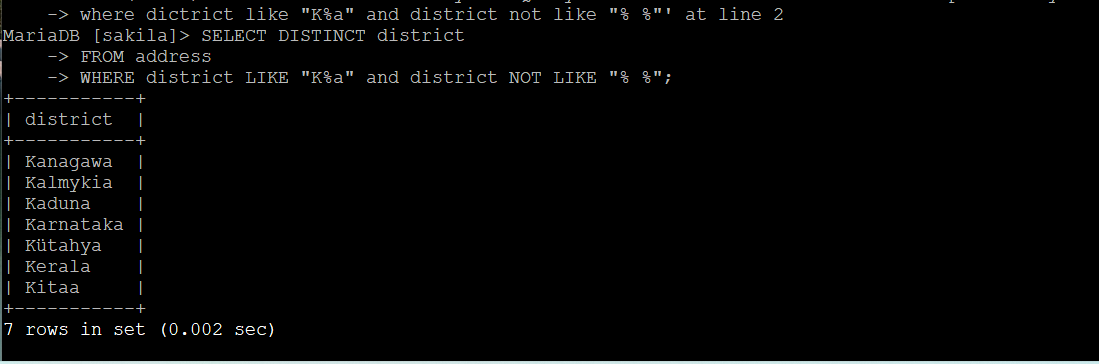 -> where dictrict like "K%a" and district not like "% %"' at line 2
MariaDB [sakila]> SELECT DISTINCT district
-> FROM address
-> WHERE district LIKE "K%a" and district NOT LIKE "% %";
+-----------+
| district  |
+-----------+
| Kanagawa  |
| Kalmykia  |
| Kaduna    |
| Karnataka |
| Kütahya   |
| Kerala    |
| Kitaa     |
+-----------+
7 rows in set (0.002 sec)